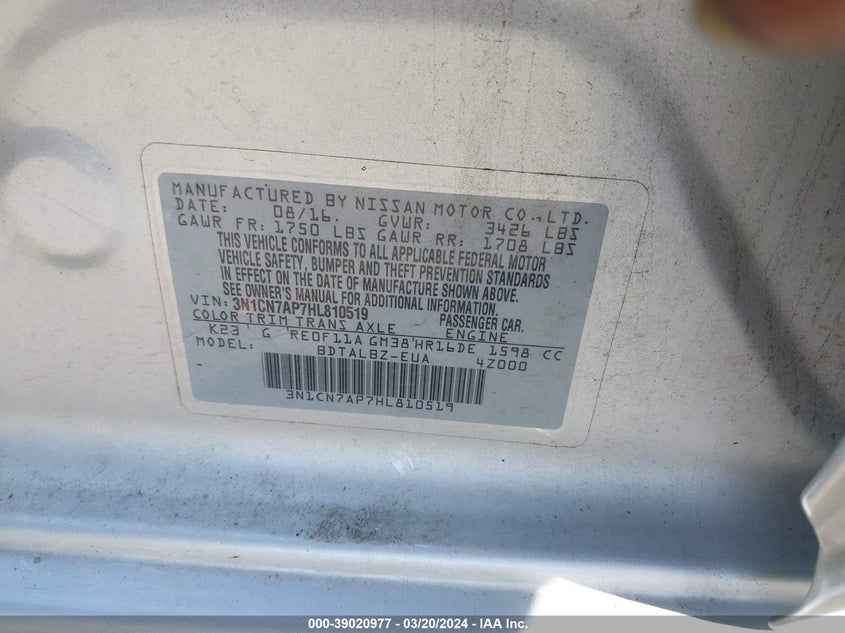 MANUFACTURED BY NISSAN MOTOR CO.,LTD.
DATE: 08/16. GVWR: 3426 LBS
GAWR FR: 1750 LBS GAWR RR: 1708 LBS
THIS VEHICLE CONFORMS TO ALL APPLICABLE FEDERAL MOTOR
VEHICLE SAFETY, BUMPER AND THEFT PREVENTION STANDARDS
IN EFFECT ON THE DATE OF MANUFACTURE SHOWN ABOVE.
SEE OWNER'S MANUAL FOR ADDITIONAL INFORMATION.
VIN: 3N1CN7AP7HL810519 PASSENGER CAR.
COLOR TRIM TRANS AXLE ENGINE
K23 G RE0F11A GM38 HR16DE 1598 CC
MODEL: BDTALBZ-EUA 4Z000
3N1CN7AP7HL810519
000-39020977 - 03/20/2024 - IAA Inc.